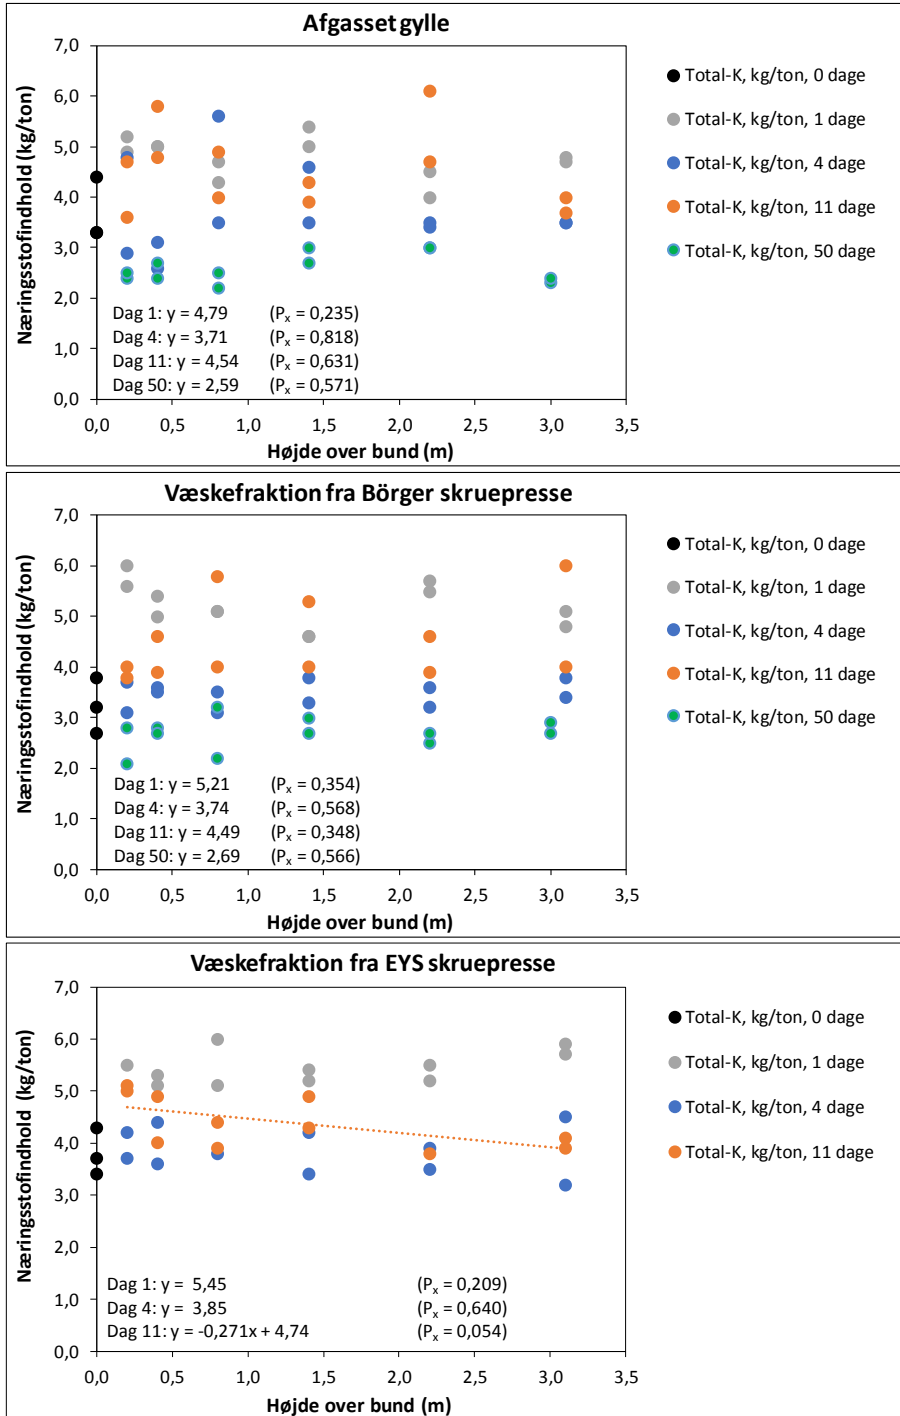 Afgasset gylle
7,0
6,0
5,0
4,0
3,0
2,0
1,0
0,0
Næringsstofindhold (kg/ton)
Dag 1: y = 4,79 (Pₓ = 0,235)
Dag 4: y = 3,71 (Pₓ = 0,818)
Dag 11: y = 4,54 (Pₓ = 0,631)
Dag 50: y = 2,59 (Pₓ = 0,571)
0,0 0,5 1,0 1,5 2,0 2,5 3,0 3,5
Højde over bund (m)
Total-K, kg/ton, 0 dage
Total-K, kg/ton, 1 dage
Total-K, kg/ton, 4 dage
Total-K, kg/ton, 11 dage
Total-K, kg/ton, 50 dage
Væskefraktion fra Börger skruepresse
7,0
6,0
5,0
4,0
3,0
2,0
1,0
0,0
Næringsstofindhold (kg/ton)
Dag 1: y = 5,21 (Pₓ = 0,354)
Dag 4: y = 3,74 (Pₓ = 0,568)
Dag 11: y = 4,49 (Pₓ = 0,348)
Dag 50: y = 2,69 (Pₓ = 0,566)
0,0 0,5 1,0 1,5 2,0 2,5 3,0 3,5
Højde over bund (m)
Total-K, kg/ton, 0 dage
Total-K, kg/ton, 1 dage
Total-K, kg/ton, 4 dage
Total-K, kg/ton, 11 dage
Total-K, kg/ton, 50 dage
Væskefraktion fra EYS skruepresse
7,0
6,0
5,0
4,0
3,0
2,0
1,0
0,0
Næringsstofindhold (kg/ton)
Dag 1: y = 5,45 (Pₓ = 0,209)
Dag 4: y = 3,85 (Pₓ = 0,640)
Dag 11: y = -0,271x + 4,74 (Pₓ = 0,054)
0,0 0,5 1,0 1,5 2,0 2,5 3,0 3,5
Højde over bund (m)
Total-K, kg/ton, 0 dage
Total-K, kg/ton, 1 dage
Total-K, kg/ton, 4 dage
Total-K, kg/ton, 11 dage